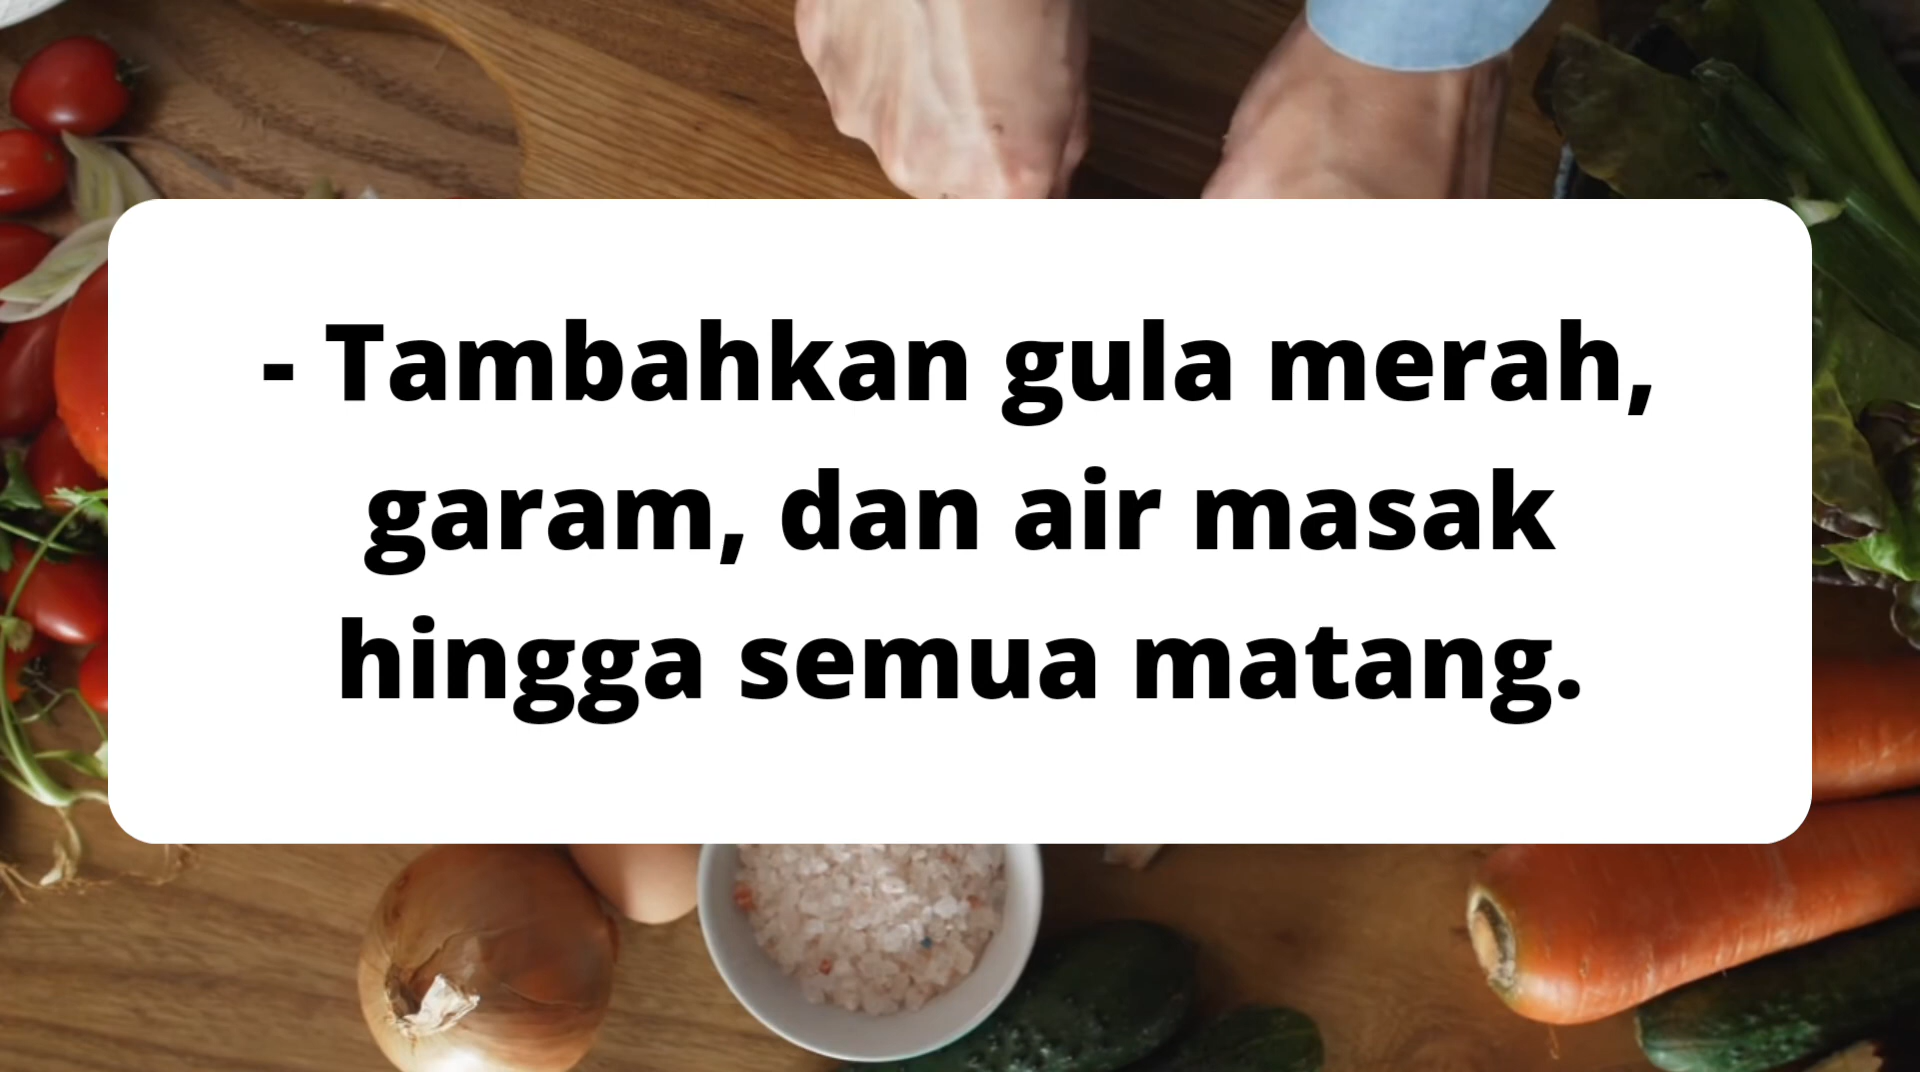 - Tambahkan gula merah,
garam, dan air masak
hingga semua matang.